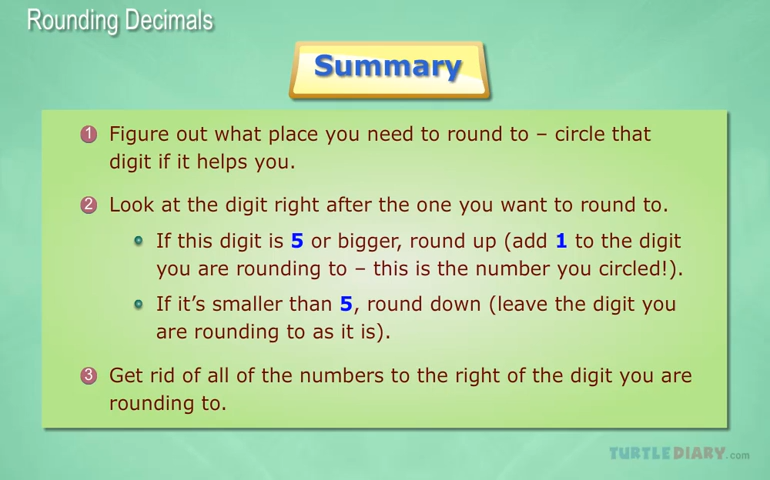 Rounding Decimals
Summary
1 Figure out what place you need to round to – circle that
digit if it helps you.
2 Look at the digit right after the one you want to round to.
If this digit is 5 or bigger, round up (add 1 to the digit
you are rounding to – this is the number you circled!).
If it’s smaller than 5, round down (leave the digit you
are rounding to as it is).
3 Get rid of all of the numbers to the right of the digit you are
rounding to.
TURTLEDIARY.com